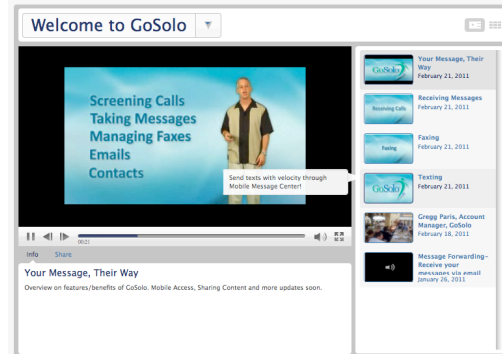 Welcome to GoSolo
Screening Calls
Taking Messages
Managing Faxes
Emails
Contacts
Send texts with velocity through
Mobile Message Center!
00:21
Info Share
Your Message, Their Way
Overview on features/benefits of GoSolo. Mobile Access, Sharing Content and more updates soon.
GoSolo
Your Message, Their
Way
February 21, 2011
Receiving Calls
Receiving Messages
February 21, 2011
Faxing
Faxing
February 21, 2011
GoSolo
Texting
February 21, 2011
Gregg Paris, Account
Manager, GoSolo
February 18, 2011
Message Forwarding-
Receive your
messages via email
January 26, 2011